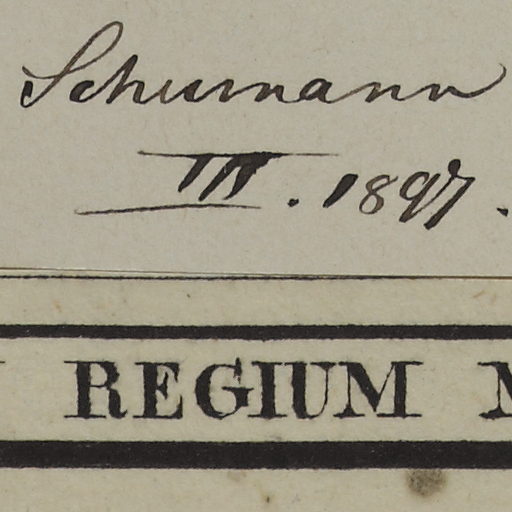 Schumann
III. 1897.
REGIUM